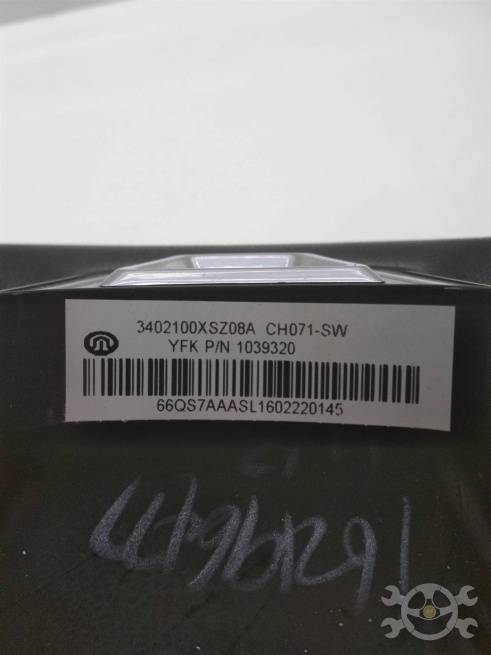 3402100XSZ08A CH071-SW
YFK P/N 1039320
66QS7AAASL1602220145